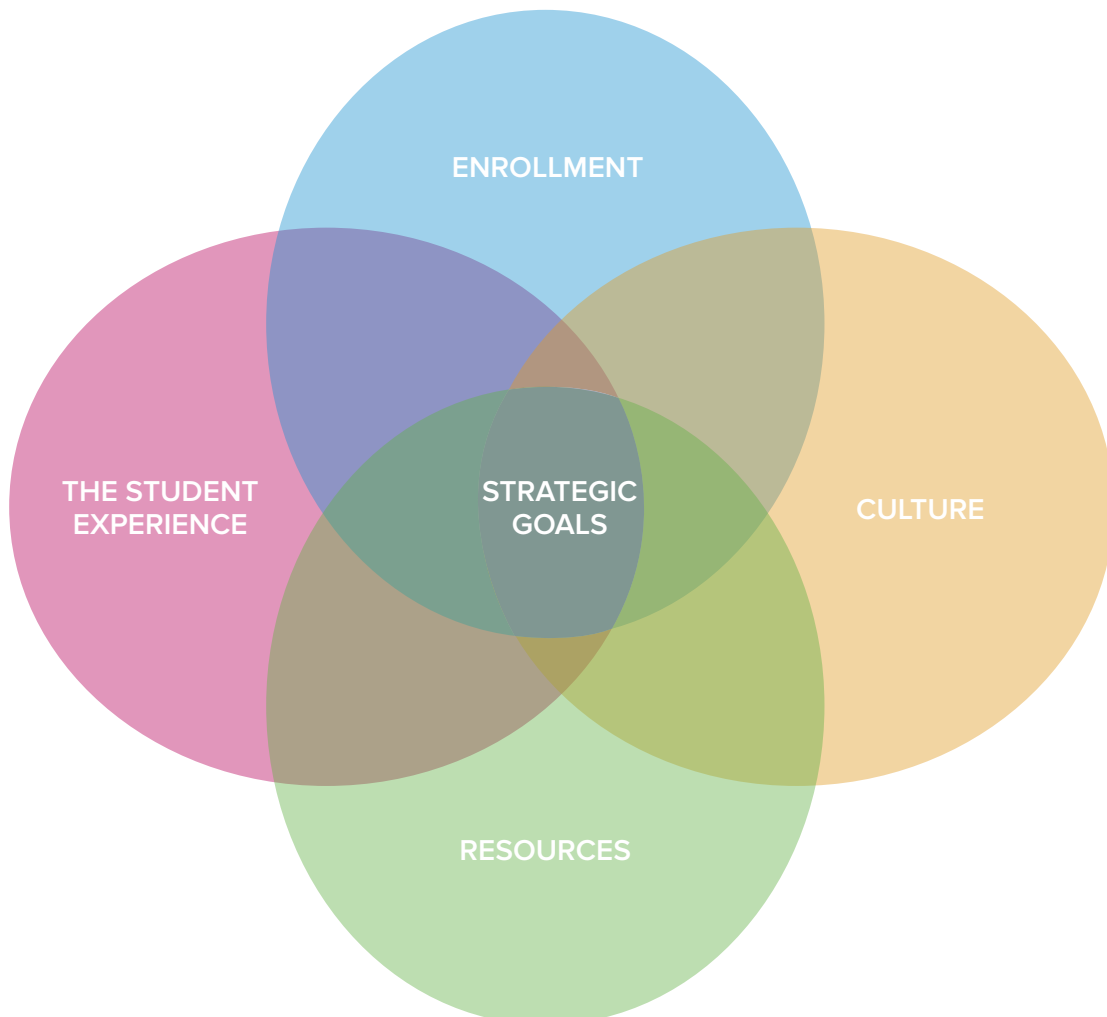 ENROLLMENT
THE STUDENT
EXPERIENCE
STRATEGIC
GOALS
CULTURE
RESOURCES